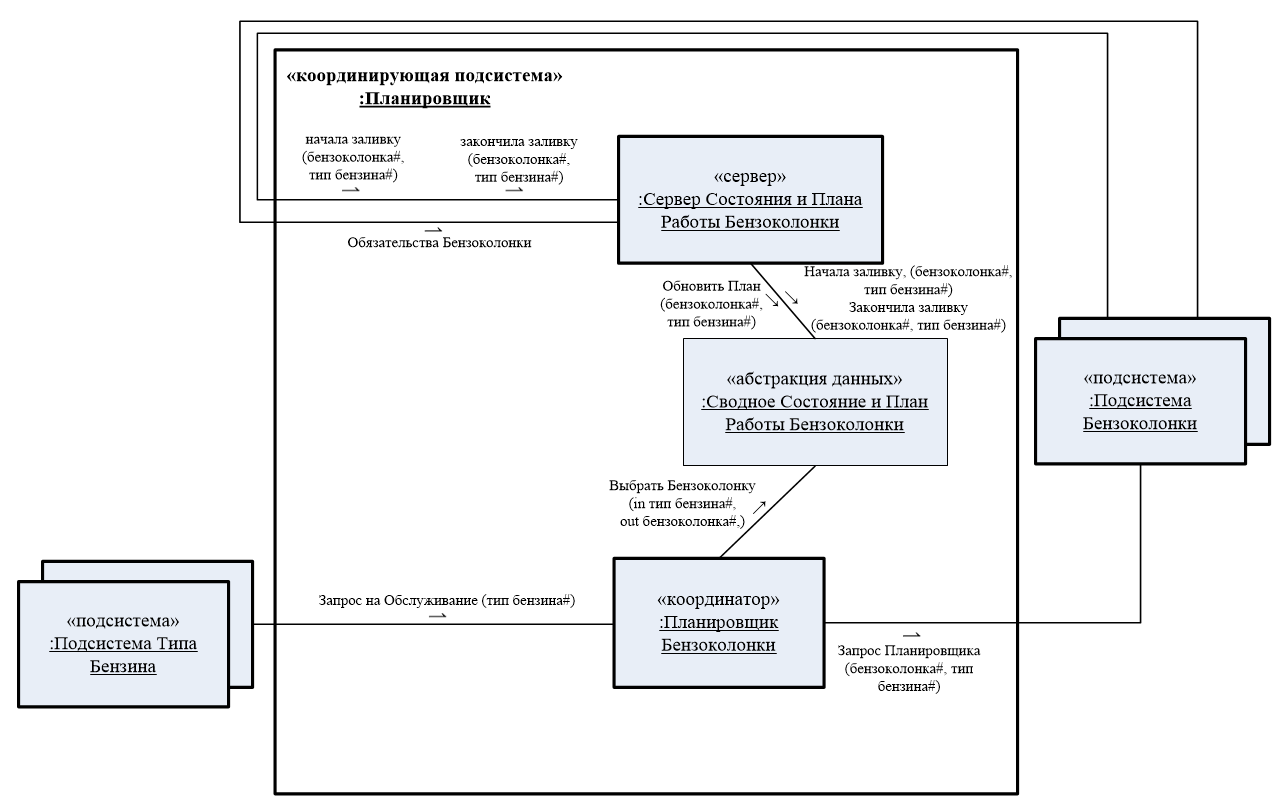 «координирующая подсистема»
:Планировщик
начала заливку
(бензоколонка#,
тип бензина#)
закончила заливку
(бензоколонка#,
тип бензина#)
«сервер»
:Сервер Состояния и Плана
Работы Бензоколонки
Обязательства Бензоколонки
Обновить План
(бензоколонка#,
тип бензина#)
Начала заливку, (бензоколонка#,
тип бензина#)
Закончила заливку
(бензоколонка#, тип бензина#)
«абстракция данных»
:Сводное Состояние и План
Работы Бензоколонки
«подсистема»
:Подсистема
Бензоколонки
Выбрать Бензоколонку
(in тип бензина#,
out бензоколонка#,)
«подсистема»
:Подсистема Типа
Бензина
Запрос на Обслуживание (тип бензина#)
«координатор»
:Планировщик
Бензоколонки
Запрос Планировщика
(бензоколонка#, тип
бензина#)